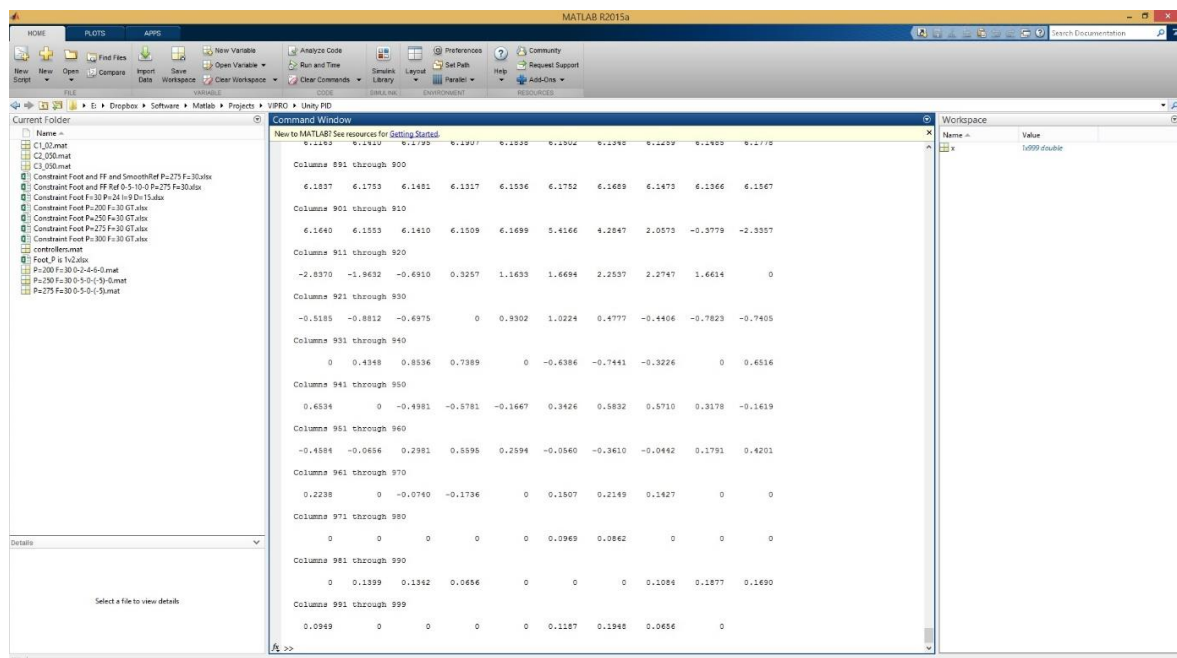 MATLAB R2015a
HOME PLOTS APPS
Search Documentation
New Script
New
Open
Find Files
Compare
Import Data
Save Workspace
New Variable
Open Variable
Clear Workspace
Analyze Code
Run and Time
Clear Commands
Simulink Library
Layout
Preferences
Set Path
Parallel
Help
Community
Request Support
Add-Ons
FILE VARIABLE CODE SIMULINK ENVIRONMENT RESOURCES
E: Dropbox Software Matlab Projects VIPRO Unity PID
Current Folder
Name
C1_02.mat
C2_050.mat
C3_050.mat
Constraint Foot and FF and SmoothRef P=275 F=30.xlsx
Constraint Foot and FF Ref 0-5-10-0 P=275 F=30.xlsx
Constraint Foot F=30 P=24 I=9 D=15.xlsx
Constraint Foot P=200 F=30 GT.xlsx
Constraint Foot P=250 F=30 GT.xlsx
Constraint Foot P=275 F=30 GT.xlsx
Constraint Foot P=300 F=30 GT.xlsx
controllers.mat
Foot_P is 1v2.xlsx
P=200 F=30 0-2-4-6-0.mat
P=250 F=30 0-5-0-(-5)-0.mat
P=275 F=30 0-5-0-(-5).mat
Details
Select a file to view details
Command Window
New to MATLAB? See resources for Getting Started.
6.1163 6.1410 6.1795 6.1907 6.1838 6.1502 6.1348 6.1289 6.1485 6.1778
Columns 891 through 900
6.1837 6.1753 6.1481 6.1317 6.1536 6.1752 6.1689 6.1473 6.1366 6.1567
Columns 901 through 910
6.1640 6.1553 6.1410 6.1509 6.1699 5.4166 4.2847 2.0573 -0.3779 -2.3357
Columns 911 through 920
-2.8370 -1.9632 -0.6910 0.3257 1.1633 1.6694 2.2537 2.2747 1.6614 0
Columns 921 through 930
-0.5185 -0.8812 -0.6975 0 0.9302 1.0224 0.4777 -0.4406 -0.7823 -0.7405
Columns 931 through 940
0 0.4348 0.8536 0.7389 0 -0.6386 -0.7441 -0.3226 0 0.6516
Columns 941 through 950
0.6534 0 -0.4981 -0.5781 -0.1667 0.3426 0.5832 0.5710 0.3178 -0.1619
Columns 951 through 960
-0.4584 -0.0656 0.2981 0.5595 0.2594 -0.0560 -0.3610 -0.0442 0.1791 0.4201
Columns 961 through 970
0.2238 0 -0.0740 -0.1736 0 0.1507 0.2149 0.1427 0 0
Columns 971 through 980
0 0 0 0 0 0.0969 0.0862 0 0 0
Columns 981 through 990
0 0.1399 0.1342 0.0656 0 0 0 0.1084 0.1877 0.1690
Columns 991 through 999
0.0949 0 0 0 0 0.1187 0.1948 0.0656 0
fx >>
Workspace
Name Value
x 1x999 double